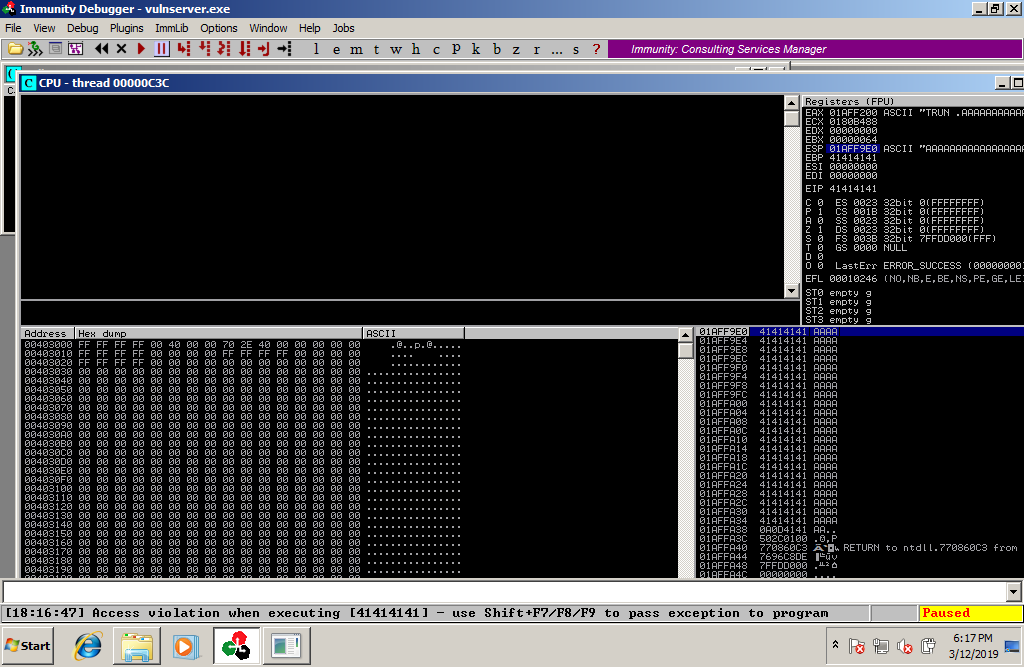 Immunity Debugger - vulnserver.exe
File View Debug Plugins ImmLib Options Window Help Jobs
l e m t w h c p k b z r ... s ?
Immunity: Consulting Services Manager
CPU - thread 00000C3C
Registers (FPU)
EAX 01AFF200 ASCII "TRUN .AAAAAAAAAAA
ECX 0180B488
EDX 00000000
EBX 00000064
ESP 01AFF9E0 ASCII "AAAAAAAAAAAAAAAAA
EBP 41414141
ESI 00000000
EDI 00000000
EIP 41414141
C 0 ES 0023 32bit 0(FFFFFFFF)
P 1 CS 001B 32bit 0(FFFFFFFF)
A 0 SS 0023 32bit 0(FFFFFFFF)
Z 1 DS 0023 32bit 0(FFFFFFFF)
S 0 FS 003B 32bit 7FFDD000(FFF)
T 0 GS 0000 NULL
D 0
O 0 LastErr ERROR_SUCCESS (00000000)
EFL 00010246 (NO,NB,E,BE,NS,PE,GE,LE)
ST0 empty g
ST1 empty g
ST2 empty g
ST3 empty g
Address Hex dump ASCII
00403000 FF FF FF FF 00 40 00 00 70 2E 40 00 00 00 00 00 .@..p.@.....
00403010 FF FF FF FF 00 00 00 00 FF FF FF FF 00 00 00 00
00403020 FF FF FF FF 00 00 00 00 00 00 00 00 00 00 00 00
00403030 00 00 00 00 00 00 00 00 00 00 00 00 00 00 00 00 ................
00403040 00 00 00 00 00 00 00 00 00 00 00 00 00 00 00 00 ................
00403050 00 00 00 00 00 00 00 00 00 00 00 00 00 00 00 00 ................
00403060 00 00 00 00 00 00 00 00 00 00 00 00 00 00 00 00 ................
00403070 00 00 00 00 00 00 00 00 00 00 00 00 00 00 00 00 ................
00403080 00 00 00 00 00 00 00 00 00 00 00 00 00 00 00 00 ................
00403090 00 00 00 00 00 00 00 00 00 00 00 00 00 00 00 00 ................
004030A0 00 00 00 00 00 00 00 00 00 00 00 00 00 00 00 00 ................
004030B0 00 00 00 00 00 00 00 00 00 00 00 00 00 00 00 00 ................
004030C0 00 00 00 00 00 00 00 00 00 00 00 00 00 00 00 00 ................
004030D0 00 00 00 00 00 00 00 00 00 00 00 00 00 00 00 00 ................
004030E0 00 00 00 00 00 00 00 00 00 00 00 00 00 00 00 00 ................
004030F0 00 00 00 00 00 00 00 00 00 00 00 00 00 00 00 00 ................
00403100 00 00 00 00 00 00 00 00 00 00 00 00 00 00 00 00 ................
00403110 00 00 00 00 00 00 00 00 00 00 00 00 00 00 00 00 ................
00403120 00 00 00 00 00 00 00 00 00 00 00 00 00 00 00 00 ................
00403130 00 00 00 00 00 00 00 00 00 00 00 00 00 00 00 00 ................
00403140 00 00 00 00 00 00 00 00 00 00 00 00 00 00 00 00 ................
00403150 00 00 00 00 00 00 00 00 00 00 00 00 00 00 00 00 ................
00403160 00 00 00 00 00 00 00 00 00 00 00 00 00 00 00 00 ................
00403170 00 00 00 00 00 00 00 00 00 00 00 00 00 00 00 00 ................
00403180 00 00 00 00 00 00 00 00 00 00 00 00 00 00 00 00 ................
00403190 00 00 00 00 00 00 00 00 00 00 00 00 00 00 00 00 ................
01AFF9E0 41414141 AAAA
01AFF9E4 41414141 AAAA
01AFF9E8 41414141 AAAA
01AFF9EC 41414141 AAAA
01AFF9F0 41414141 AAAA
01AFF9F4 41414141 AAAA
01AFF9F8 41414141 AAAA
01AFF9FC 41414141 AAAA
01AFFA00 41414141 AAAA
01AFFA04 41414141 AAAA
01AFFA08 41414141 AAAA
01AFFA0C 41414141 AAAA
01AFFA10 41414141 AAAA
01AFFA14 41414141 AAAA
01AFFA18 41414141 AAAA
01AFFA1C 41414141 AAAA
01AFFA20 41414141 AAAA
01AFFA24 41414141 AAAA
01AFFA28 41414141 AAAA
01AFFA2C 41414141 AAAA
01AFFA30 41414141 AAAA
01AFFA34 41414141 AAAA
01AFFA38 0A0D4141 AA..
01AFFA3C 502C0100 .0,P
01AFFA40 770860C3 RETURN to ntdll.770860C3 from
01AFFA44 7696C8DE
01AFFA48 7FFDD000
01AFFA4C 00000000 ....
[18:16:47] Access violation when executing [41414141] - use Shift+F7/F8/F9 to pass exception to program
Paused
Start
6:17 PM
3/12/2019